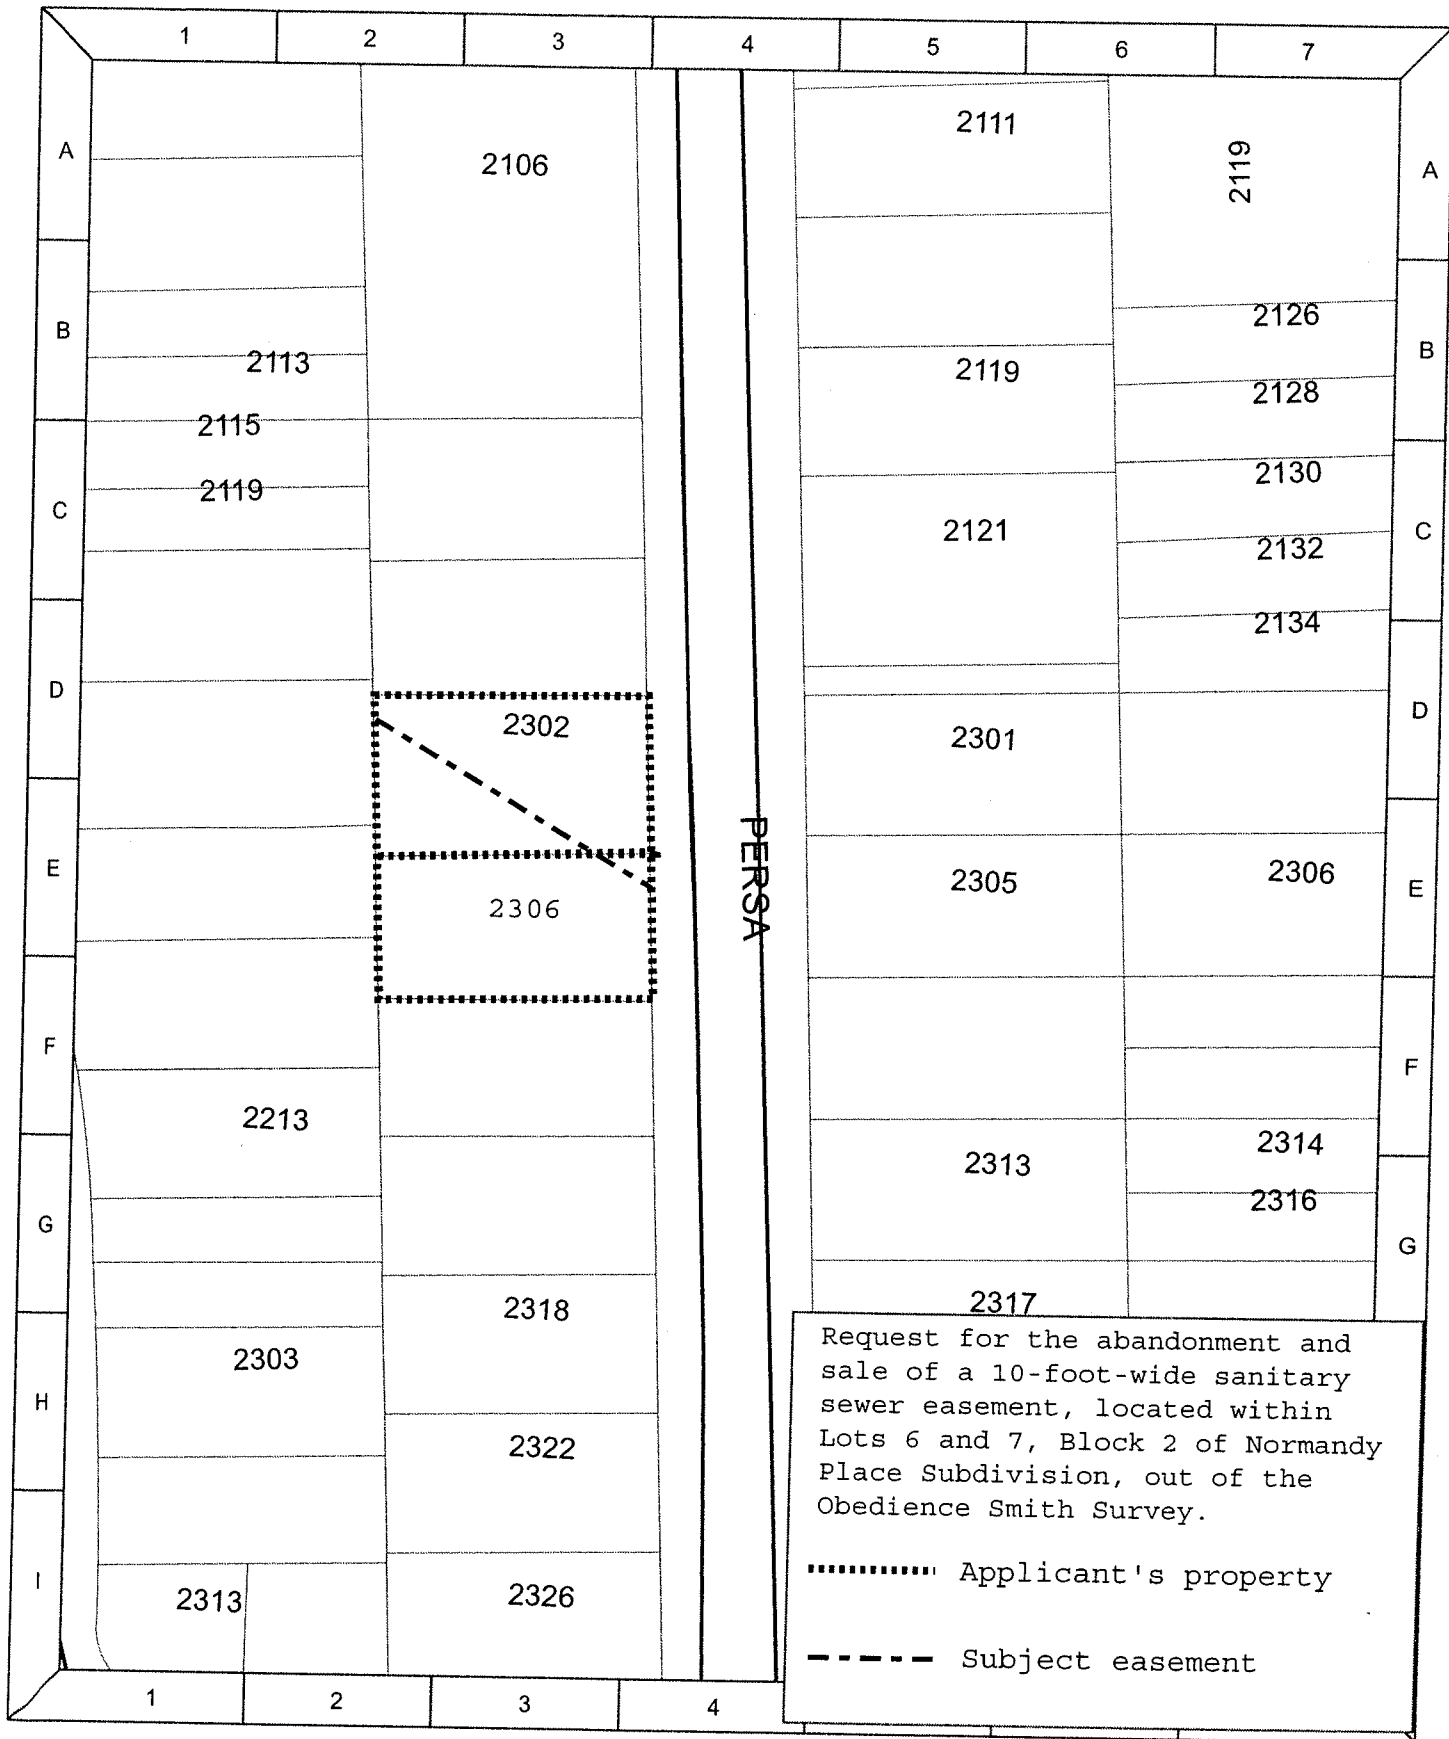 1 2 3 4 5 6 7
A
2106
2111
2119
A
B
2113
2119
2126
2128
B
C
2115
2119
2121
2130
2132
2134
C
D
2302
2301
D
E
2306
PERSA
2305
2306
E
F
2213
F
G
2313
2314
2316
G
2318
2317
H
2303
2322
I
2313
2326
1 2 3 4
Request for the abandonment and
sale of a 10-foot-wide sanitary
sewer easement, located within
Lots 6 and 7, Block 2 of Normandy
Place Subdivision, out of the
Obedience Smith Survey.
Applicant's property
Subject easement